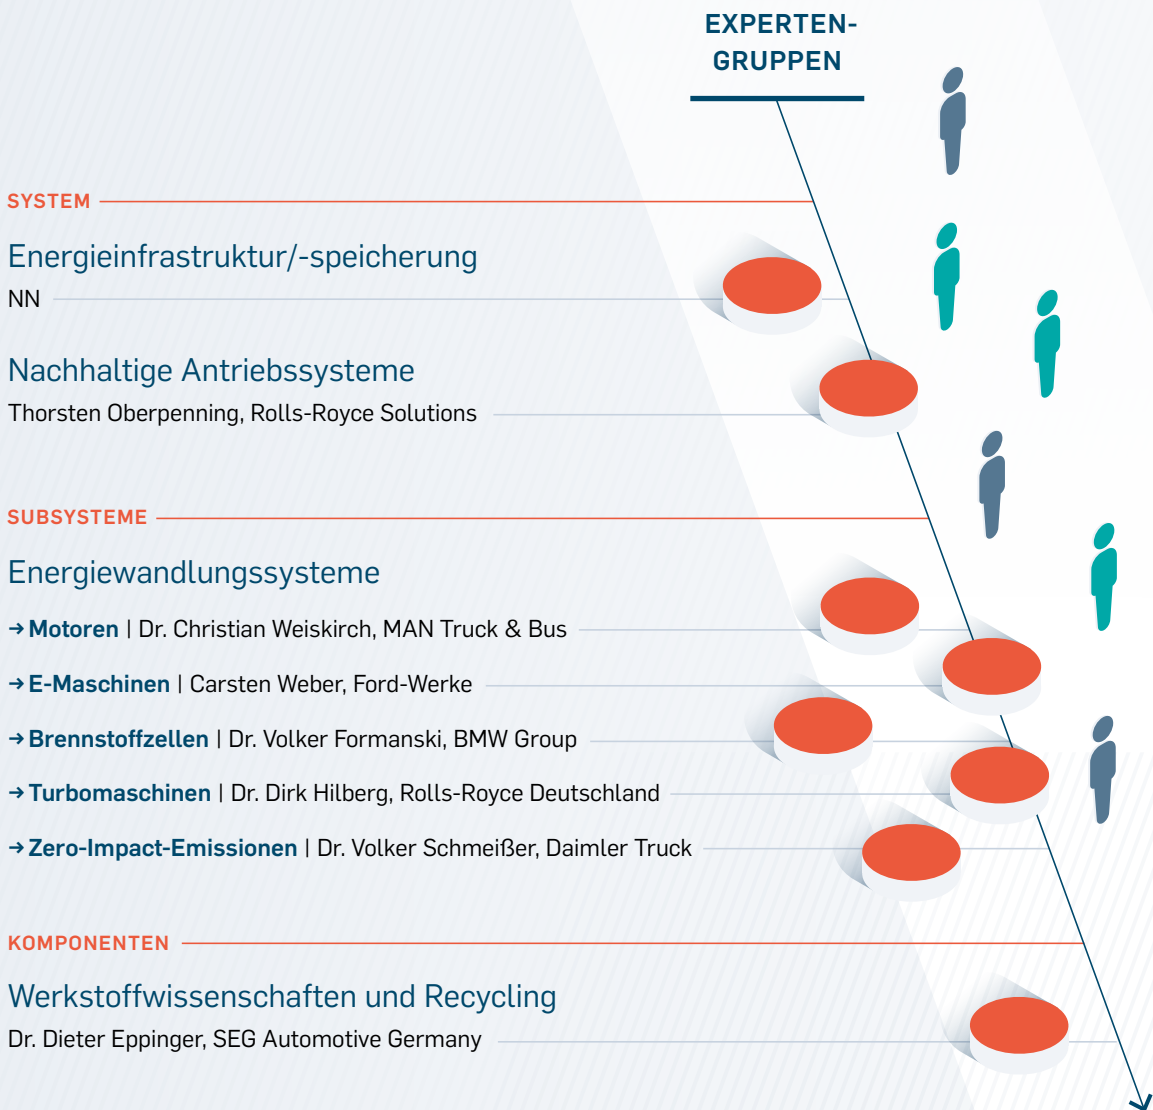 EXPERTEN-
GRUPPEN
SYSTEM
Energieinfrastruktur/-speicherung
NN
Nachhaltige Antriebssysteme
Thorsten Oberpenning, Rolls-Royce Solutions
SUBSYSTEME
Energiewandlungssysteme
→ Motoren | Dr. Christian Weiskirch, MAN Truck & Bus
→ E-Maschinen | Carsten Weber, Ford-Werke
→ Brennstoffzellen | Dr. Volker Formanski, BMW Group
→ Turbomaschinen | Dr. Dirk Hilberg, Rolls-Royce Deutschland
→ Zero-Impact-Emissionen | Dr. Volker Schmeißer, Daimler Truck
KOMPONENTEN
Werkstoffwissenschaften und Recycling
Dr. Dieter Eppinger, SEG Automotive Germany